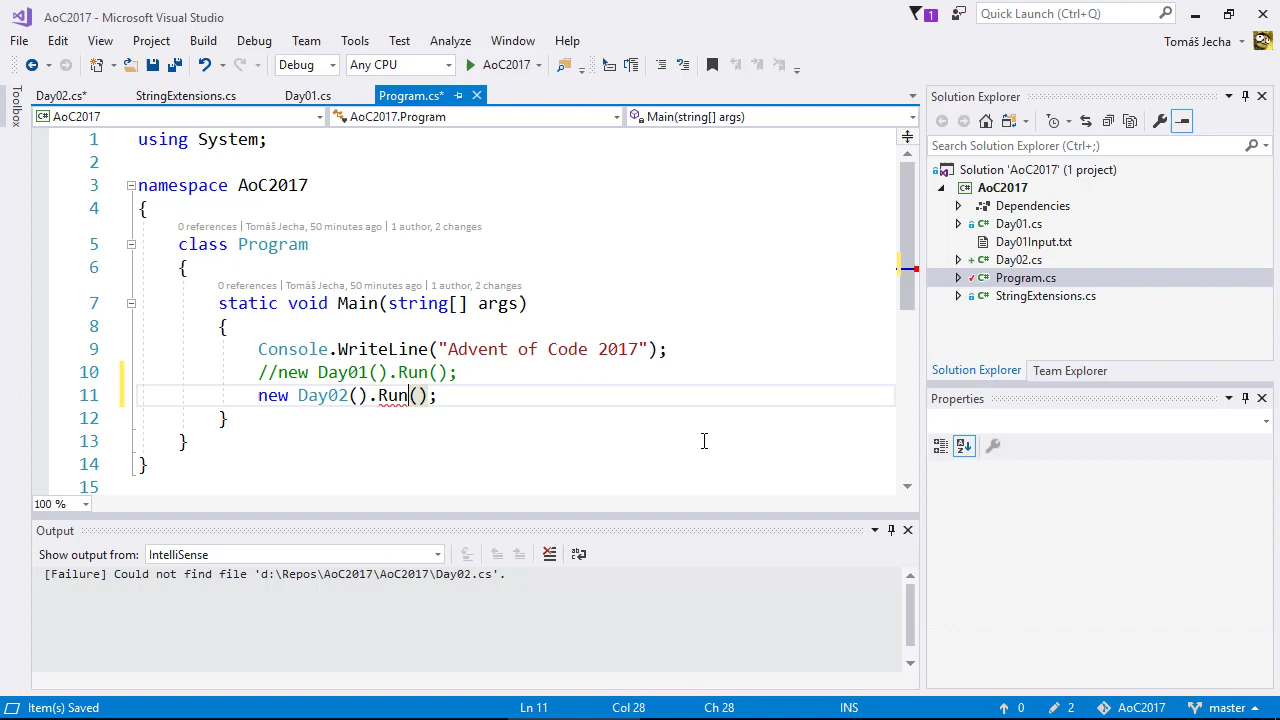 AoC2017 - Microsoft Visual Studio
1
Quick Launch (Ctrl+Q)
File Edit View Project Build Debug Team Tools Test Analyze Window Help
Tomáš Jecha
Debug Any CPU AoC2017
Toolbox
Day02.cs* StringExtensions.cs Day01.cs Program.cs*
AoC2017 AoC2017.Program Main(string[] args)
1 using System;
2
3 namespace AoC2017
4 {
0 references | Tomáš Jecha, 50 minutes ago | 1 author, 2 changes
5 class Program
6 {
0 references | Tomáš Jecha, 50 minutes ago | 1 author, 2 changes
7 static void Main(string[] args)
8 {
9 Console.WriteLine("Advent of Code 2017");
10 //new Day01().Run();
11 new Day02().Run();
12 }
13 }
14 }
15
100 %
Output
Show output from: IntelliSense
[Failure] Could not find file 'd:\Repos\AoC2017\AoC2017\Day02.cs'.
Solution Explorer
Search Solution Explorer (Ctrl+;)
Solution 'AoC2017' (1 project)
AoC2017
Dependencies
Day01.cs
Day01Input.txt
Day02.cs
Program.cs
StringExtensions.cs
Solution Explorer Team Explorer
Properties
Item(s) Saved Ln 11 Col 28 Ch 28 INS 0 2 AoC2017 master